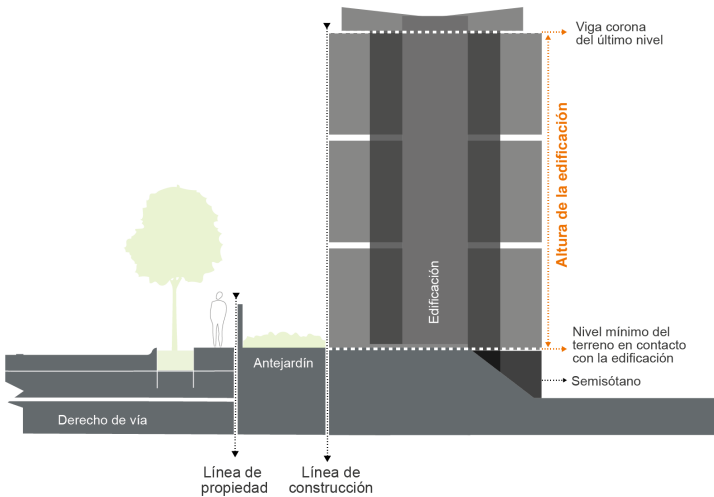 Viga corona
del último nivel
Altura de la edificación
Edificación
Nivel mínimo del
terreno en contacto
con la edificación
Antejardín
Semisótano
Derecho de vía
Línea de
propiedad
Línea de
construcción